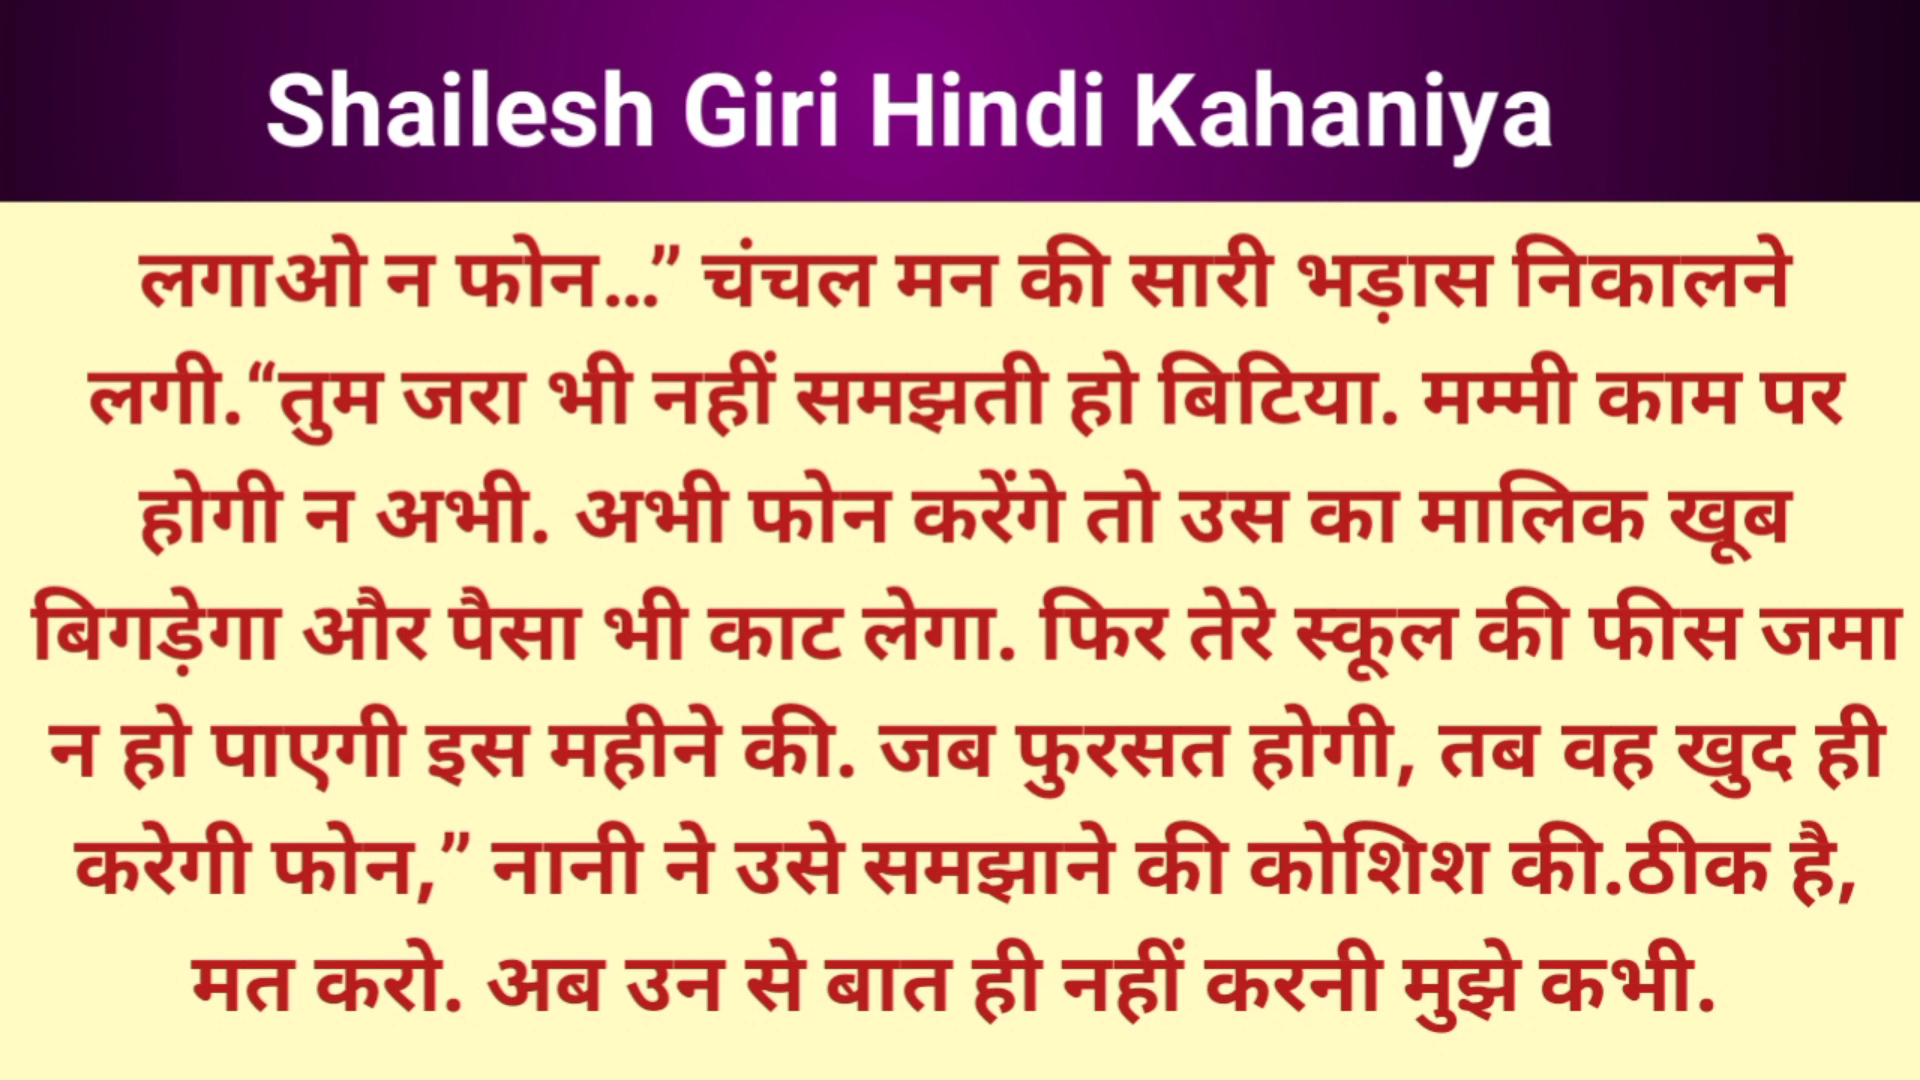 Shailesh Giri Hindi Kahaniya
लगाओ न फोन...” चंचल मन की सारी भड़ास निकालने
लगी.“तुम जरा भी नहीं समझती हो बिटिया. मम्मी काम पर
होगी न अभी. अभी फोन करेंगे तो उस का मालिक खूब
बिगड़ेगा और पैसा भी काट लेगा. फिर तेरे स्कूल की फीस जमा
न हो पाएगी इस महीने की. जब फुरसत होगी, तब वह खुद ही
करेगी फोन,” नानी ने उसे समझाने की कोशिश की.ठीक है,
मत करो. अब उन से बात ही नहीं करनी मुझे कभी.